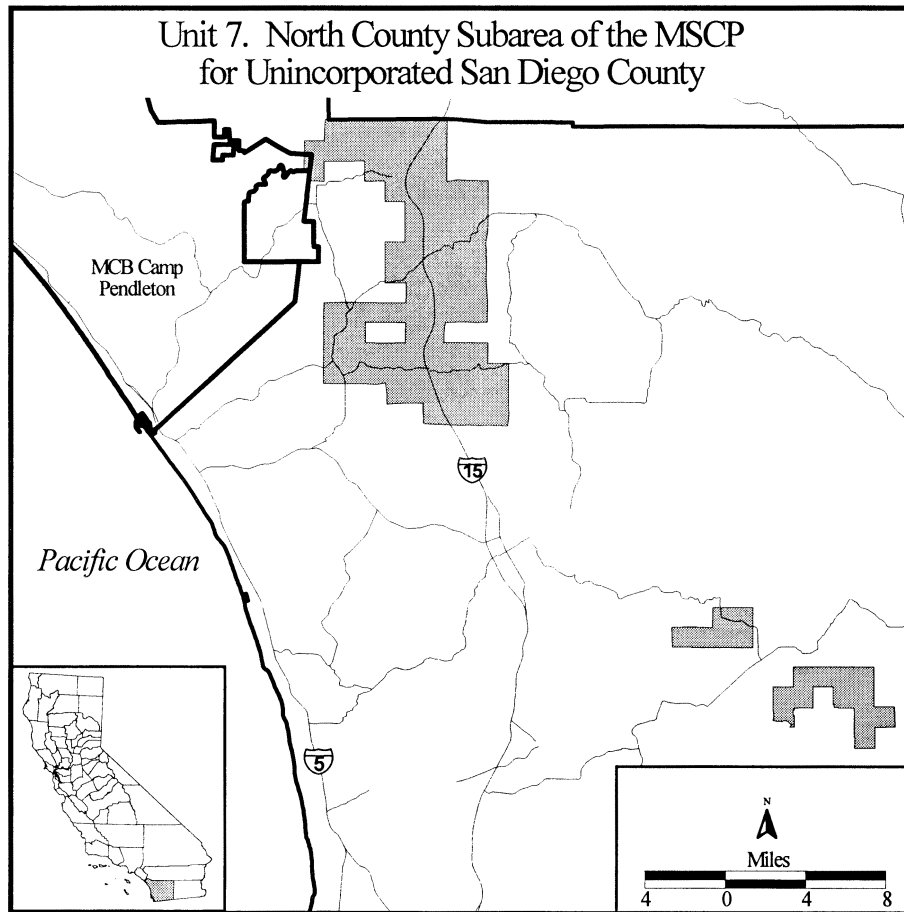 Unit 7. North County Subarea of the MSCP
for Unincorporated San Diego County
MCB Camp
Pendleton
15
Pacific Ocean
5
N
Miles
4 0 4 8